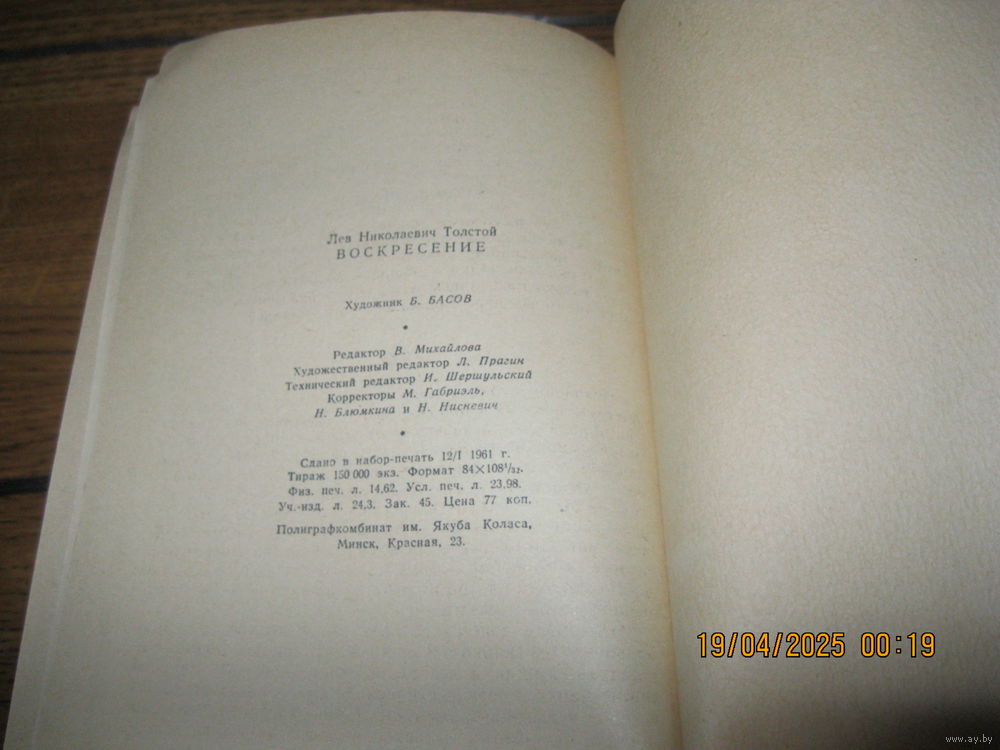 Лев Николаевич Толстой
ВОСКРЕСЕНИЕ
Художник Б. БАСОВ
Редактор В. Михайлова
Художественный редактор Л. Прагин
Технический редактор И. Шершульский
Корректоры М. Габриэль,
Н. Блюмкина и Н. Нисневич
Сдано в набор-печать 12/I 1961 г.
Тираж 150 000 экз. Формат 84×108¹/₃₂.
Физ. печ. л. 14,62. Усл. печ. л. 23,98.
Уч.-изд. л. 24,3. Зак. 45. Цена 77 коп.
Полиграфкомбинат им. Якуба Коласа,
Минск, Красная, 23.
19/04/2025 00:19
www.ay.by